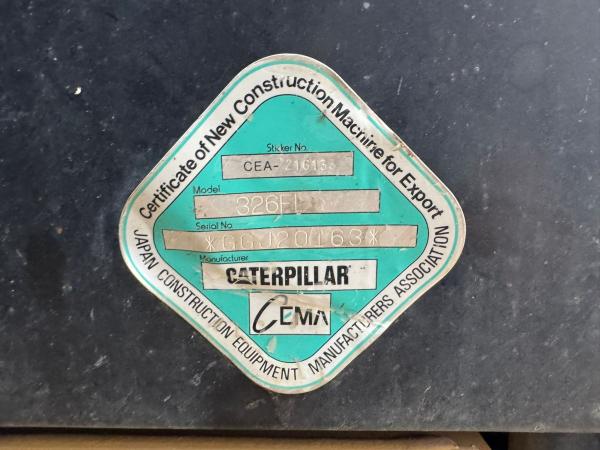 Certificate of New Construction Machine for Export
Sticker No.
CEA-216133
Model
326FL
Serial No.
*GGJ20163*
Manufacturer
CATERPILLAR
CEMA
JAPAN CONSTRUCTION EQUIPMENT MANUFACTURERS ASSOCIATION